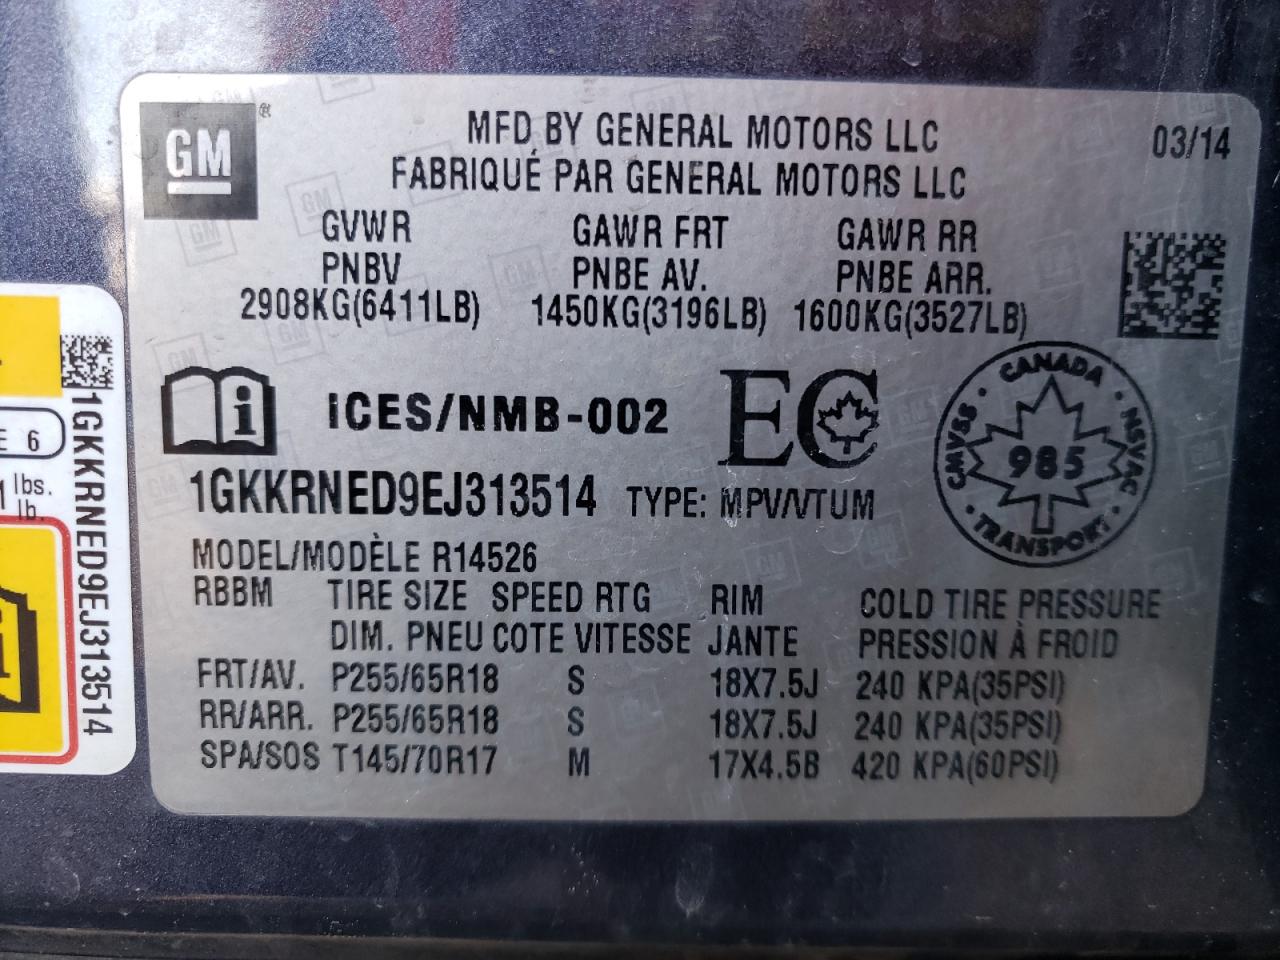 GM
MFD BY GENERAL MOTORS LLC
FABRIQUÉ PAR GENERAL MOTORS LLC
03/14
GVWR GAWR FRT GAWR RR
PNBV PNBE AV. PNBE ARR.
2908KG(6411LB) 1450KG(3196LB) 1600KG(3527LB)
i ICES/NMB-002 EC
CANADA
CMVSS 985 NSVAC
TRANSPORT
1GKKRNED9EJ313514 TYPE: MPV/VTUM
MODEL/MODÈLE R14526
RBBM TIRE SIZE SPEED RTG RIM COLD TIRE PRESSURE
DIM. PNEU COTE VITESSE JANTE PRESSION À FROID
FRT/AV. P255/65R18 S 18X7.5J 240 KPA(35PSI)
RR/ARR. P255/65R18 S 18X7.5J 240 KPA(35PSI)
SPA/SOS T145/70R17 M 17X4.5B 420 KPA(60PSI)
E 6
lbs.
lb.
1GKKRNED9EJ313514